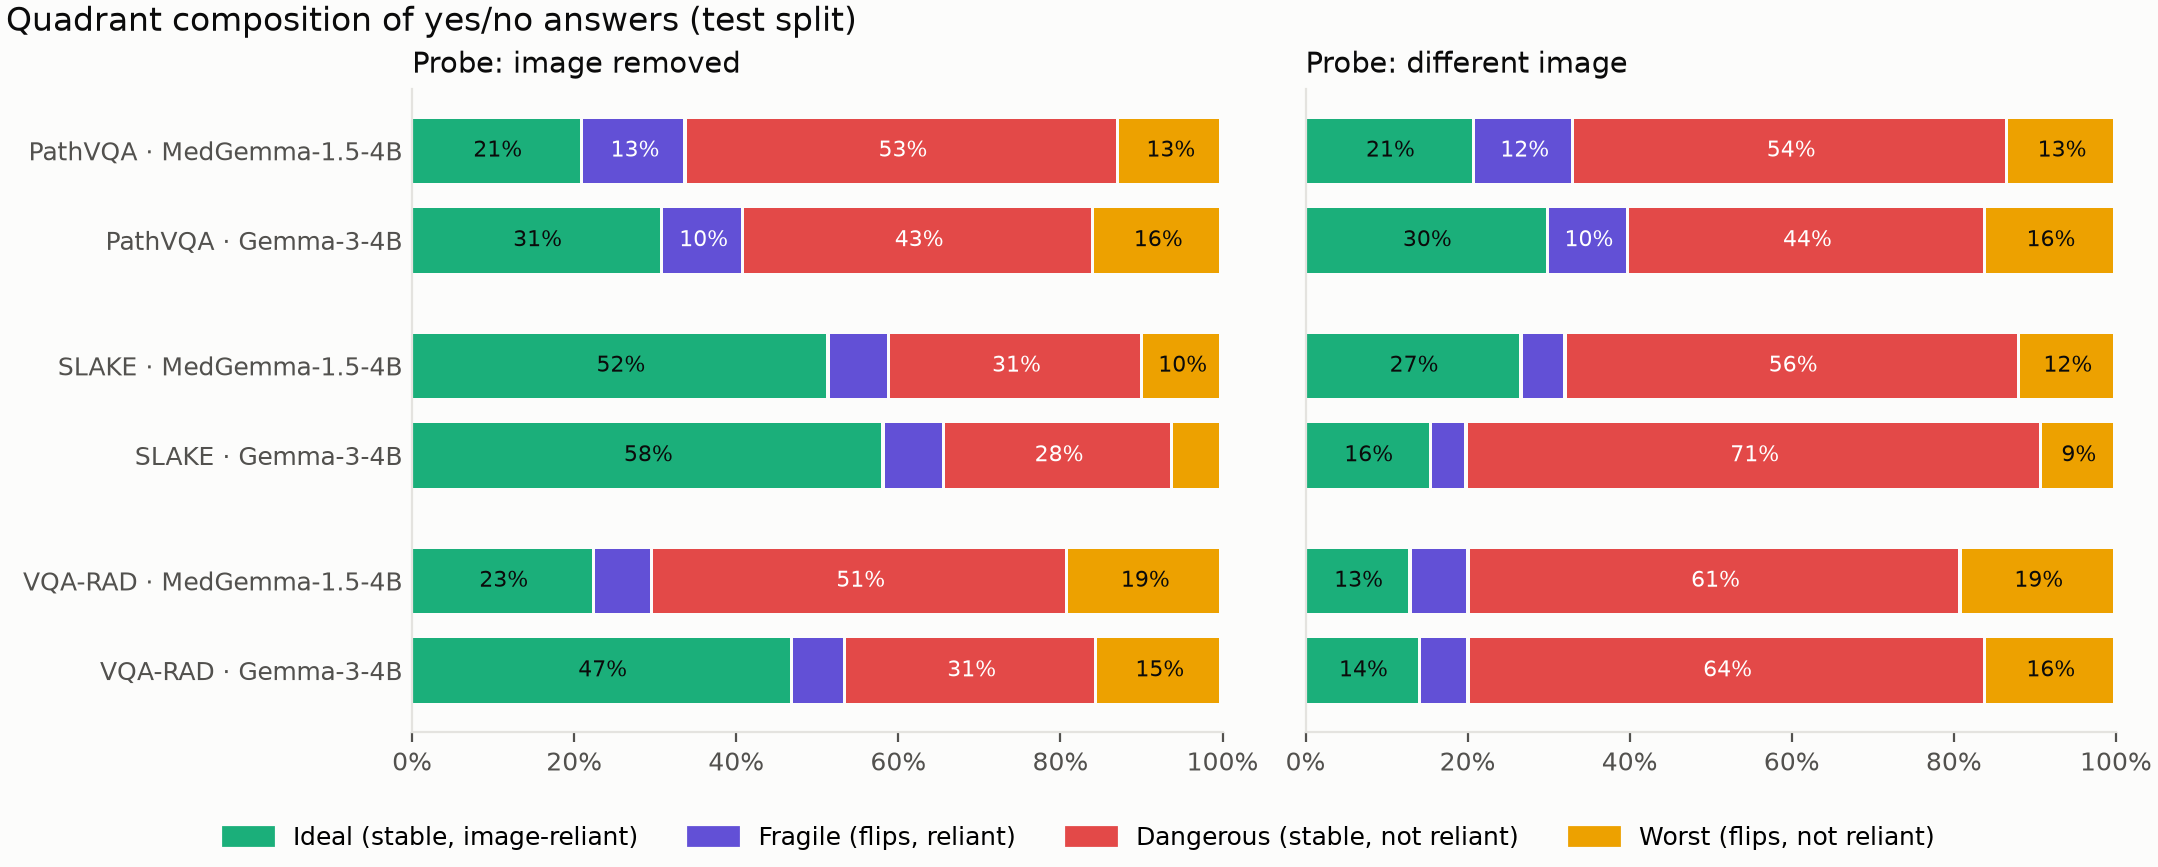 Quadrant composition of yes/no answers (test split)
Probe: image removed
Probe: different image
PathVQA · MedGemma-1.5-4B
21%
13%
53%
13%
21%
12%
54%
13%
PathVQA · Gemma-3-4B
31%
10%
43%
16%
30%
10%
44%
16%
SLAKE · MedGemma-1.5-4B
52%
31%
10%
27%
56%
12%
SLAKE · Gemma-3-4B
58%
28%
16%
71%
9%
VQA-RAD · MedGemma-1.5-4B
23%
51%
19%
13%
61%
19%
VQA-RAD · Gemma-3-4B
47%
31%
15%
14%
64%
16%
0% 20% 40% 60% 80% 100%
0% 20% 40% 60% 80% 100%
Ideal (stable, image-reliant)
Fragile (flips, reliant)
Dangerous (stable, not reliant)
Worst (flips, not reliant)